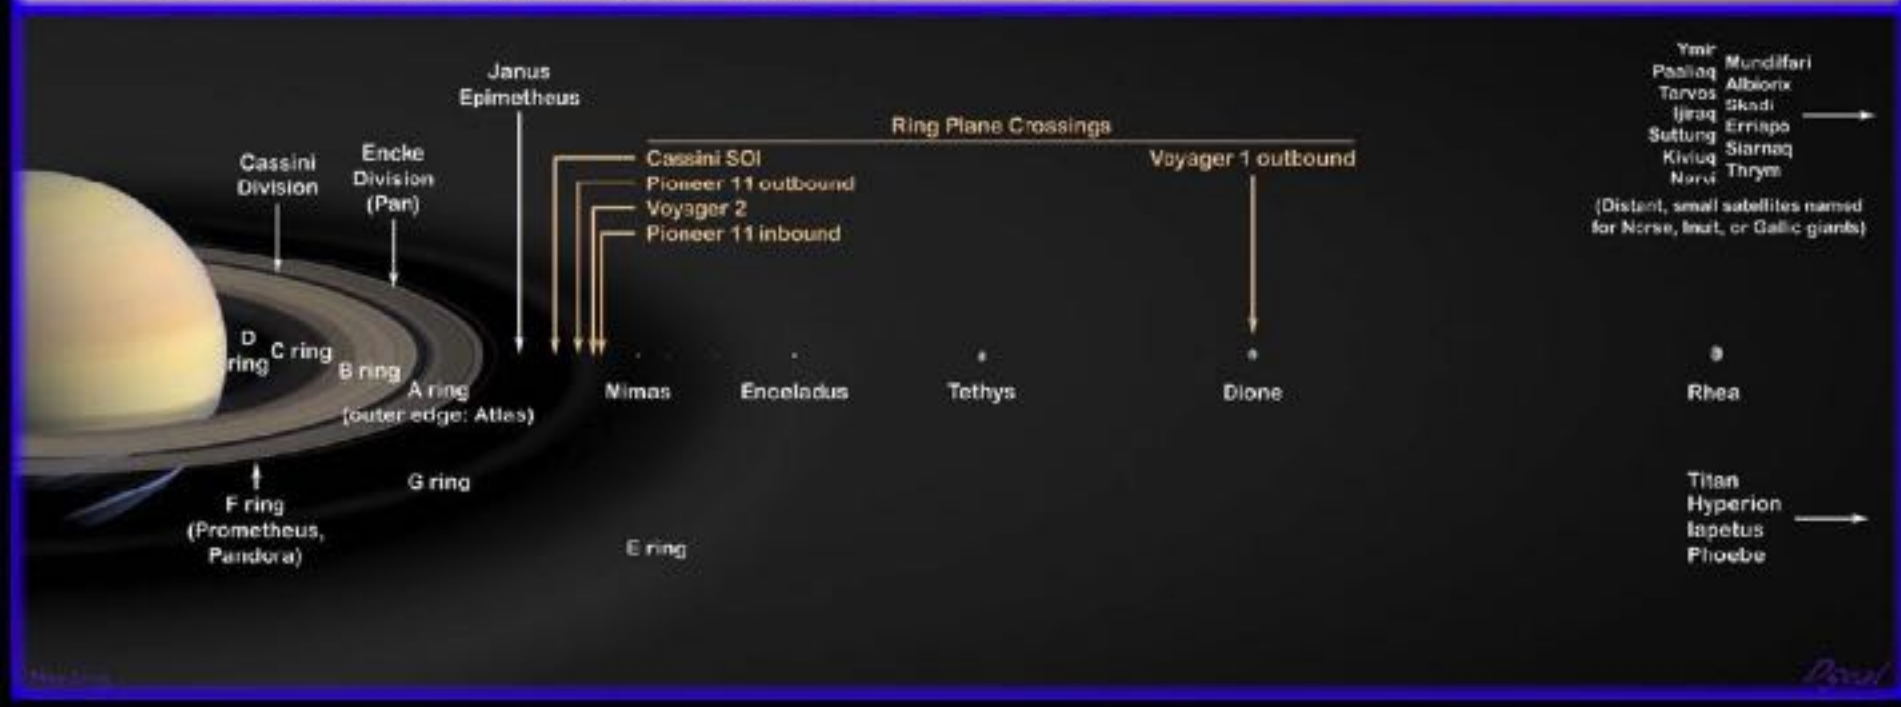 Janus
Epimetheus
Cassini
Division
Encke
Division
(Pan)
Ring Plane Crossings
Cassini SOI
Pioneer 11 outbound
Voyager 2
Pioneer 11 inbound
Voyager 1 outbound
Ymir
Paaliaq
Tarvos
Ijiraq
Suttung
Kiviuq
Narvi
Mundilfari
Albiorix
Skadi
Erriapo
Siarnaq
Thrym
(Distant, small satellites named
for Norse, Inuit, or Gallic giants)
D
ring
C ring
B ring
A ring
(outer edge: Atlas)
Mimas
Enceladus
Tethys
Dione
Rhea
G ring
F ring
(Prometheus,
Pandora)
E ring
Titan
Hyperion
Iapetus
Phoebe